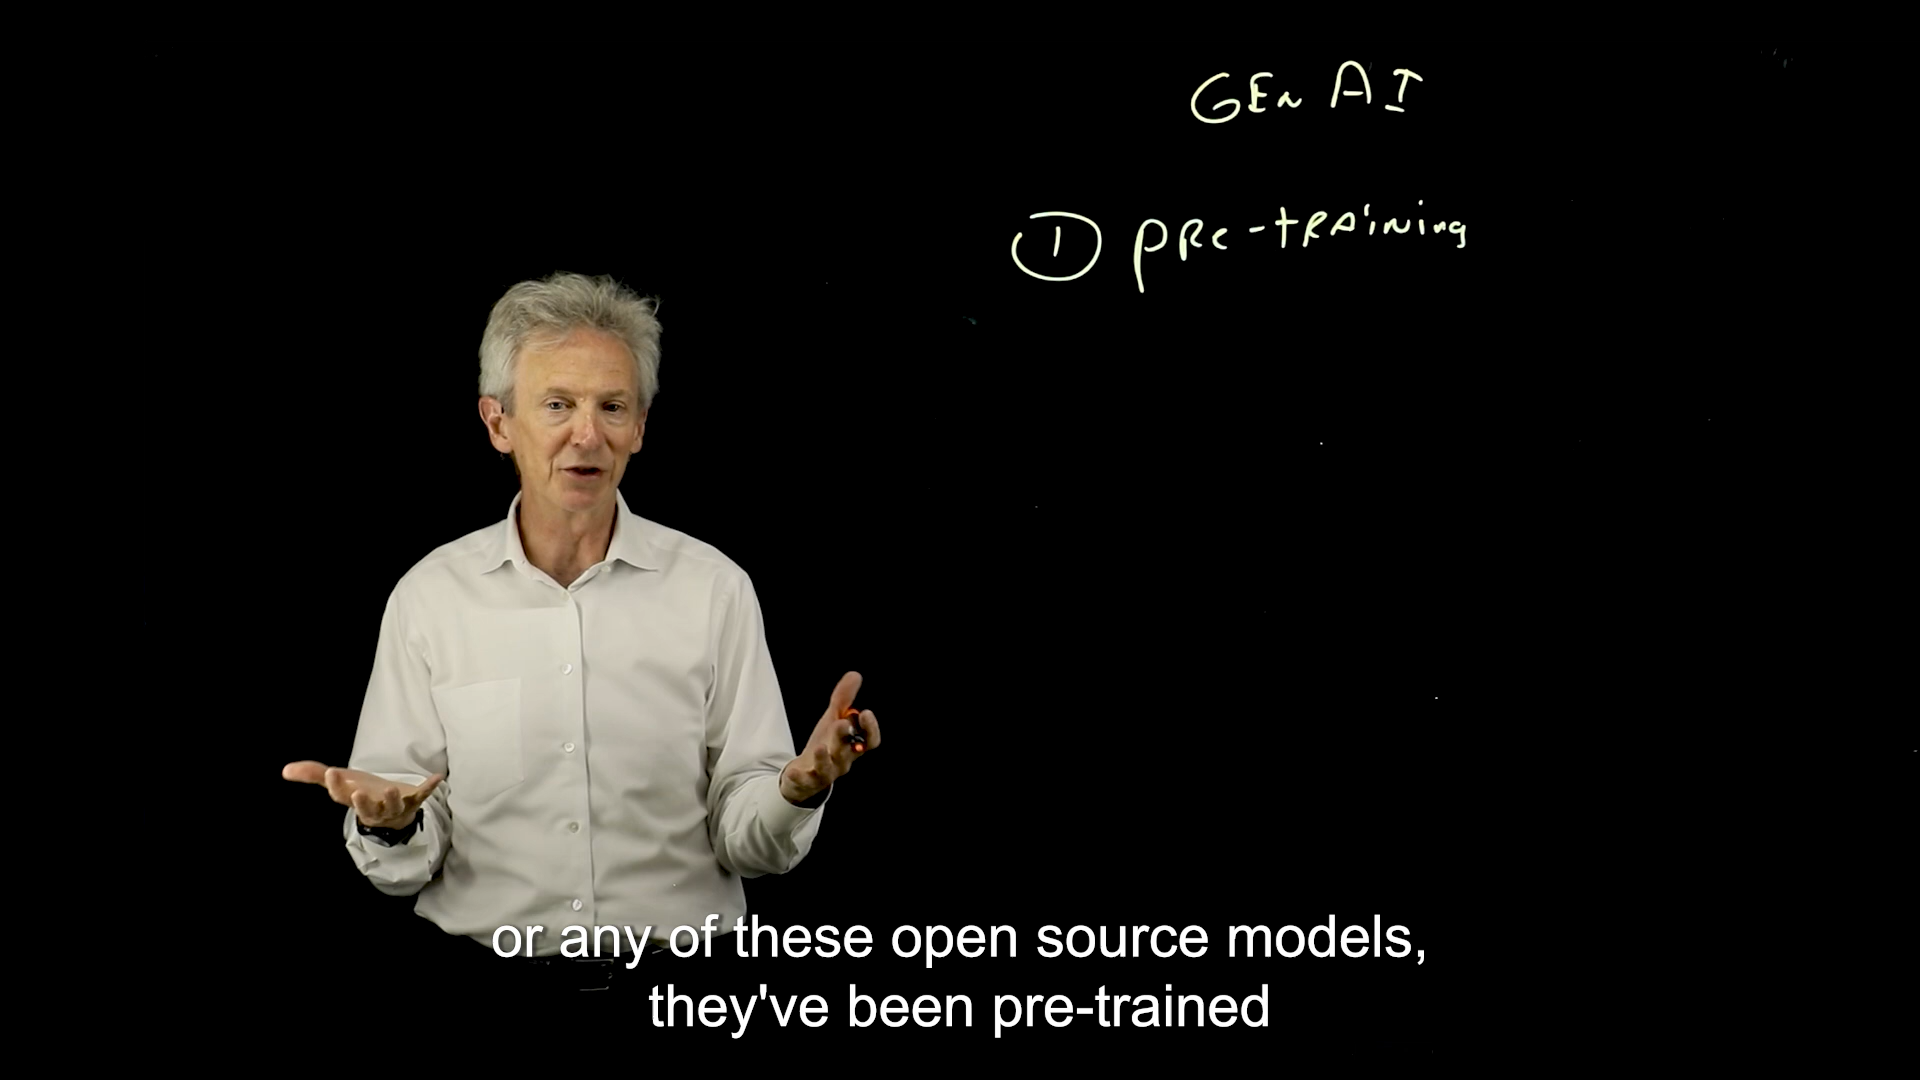 GEn AI
① PRe-tRAining
or any of these open source models,
they've been pre-trained